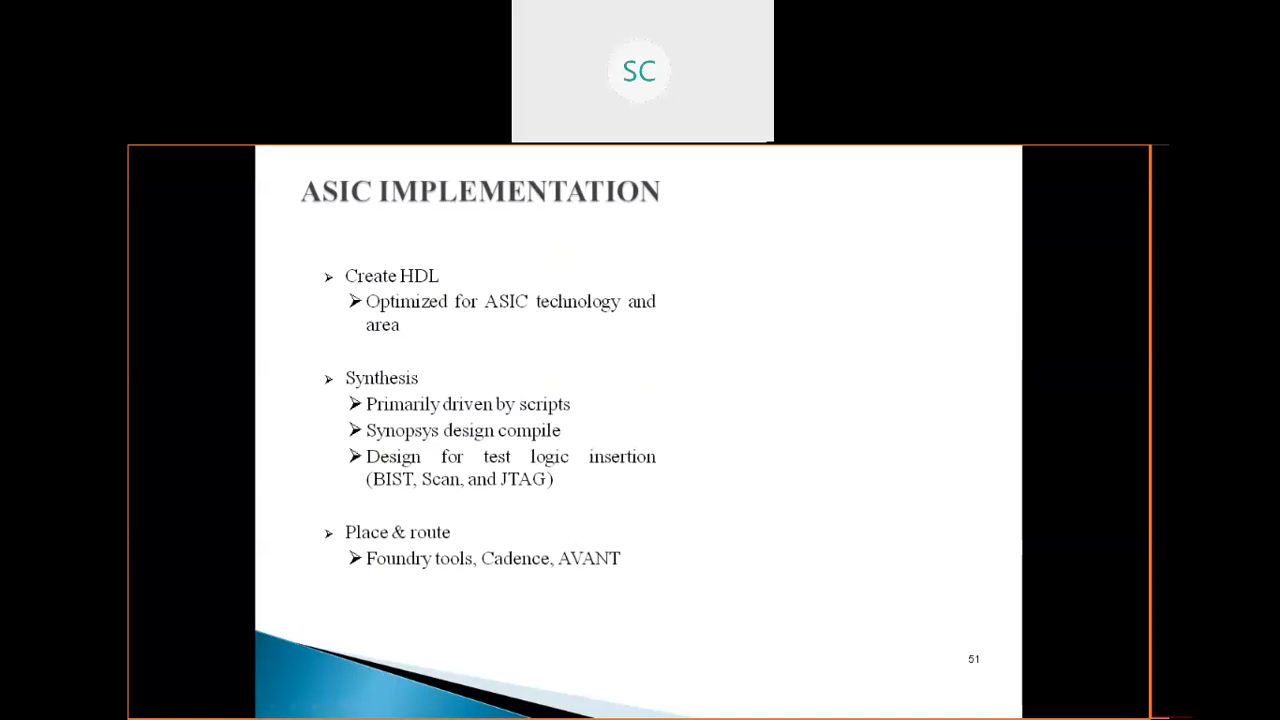 SC
ASIC IMPLEMENTATION
Create HDL
Optimized for ASIC technology and
area
Synthesis
Primarily driven by scripts
Synopsys design compile
Design for test logic insertion
(BIST, Scan, and JTAG)
Place & route
Foundry tools, Cadence, AVANT
51